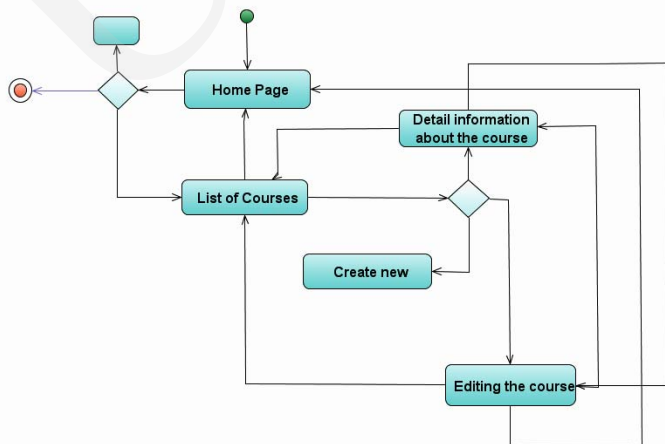 Home Page
Detail information
about the course
List of Courses
Create new
Editing the course